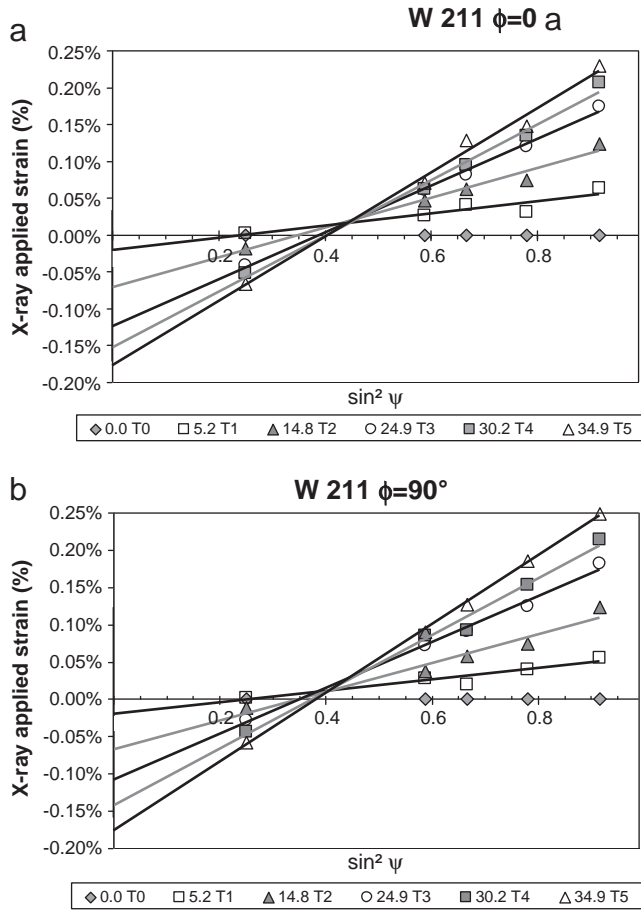 a
W 211 ϕ=0 a
X-ray applied strain (%)
0.25%
0.20%
0.15%
0.10%
0.05%
0.00%
-0.05%
-0.10%
-0.15%
-0.20%
0.2 0.4 0.6 0.8
sin² ψ
0.0 T0 5.2 T1 14.8 T2 24.9 T3 30.2 T4 34.9 T5
b
W 211 ϕ=90°
X-ray applied strain (%)
0.25%
0.20%
0.15%
0.10%
0.05%
0.00%
-0.05%
-0.10%
-0.15%
-0.20%
0.2 0.4 0.6 0.8
sin² ψ
0.0 T0 5.2 T1 14.8 T2 24.9 T3 30.2 T4 34.9 T5